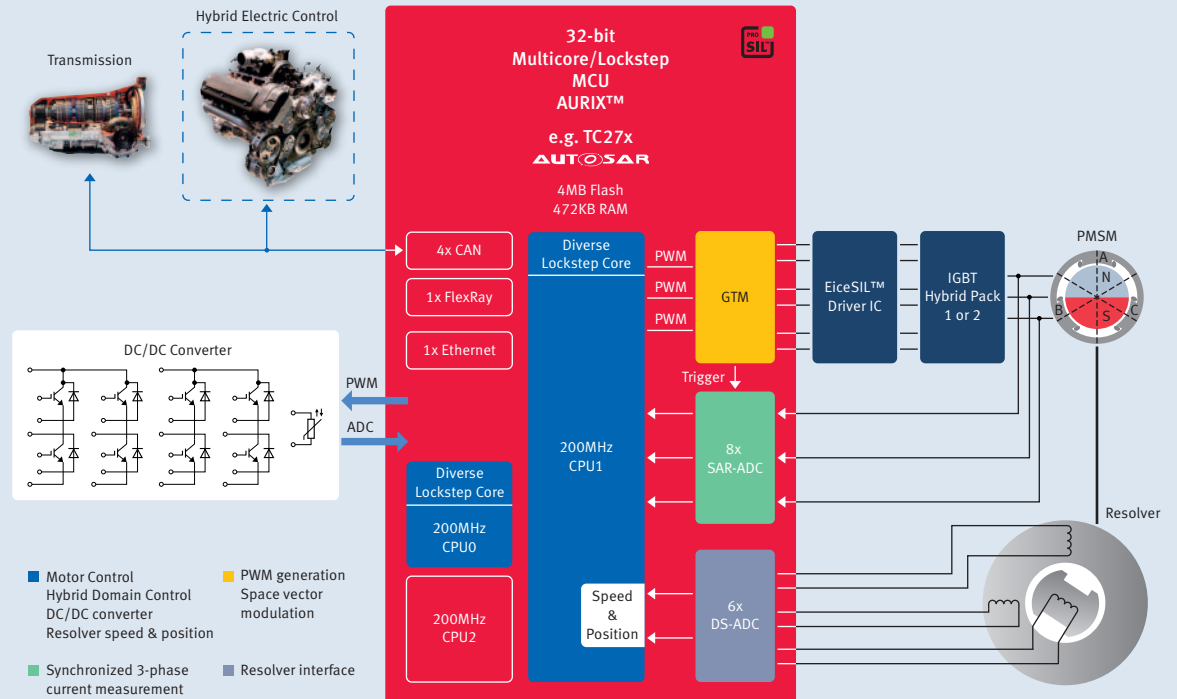 Hybrid Electric Control
Transmission
32-bit
Multicore/Lockstep
MCU
AURIX™
e.g. TC27x
AUTOSAR
4MB Flash
472KB RAM
PRO
SIL™
4x CAN
1x FlexRay
1x Ethernet
Diverse
Lockstep Core
200MHz
CPU1
PWM
PWM
PWM
GTM
EiceSIL™
Driver IC
IGBT
Hybrid Pack
1 or 2
PMSM
A
N
B
C
S
DC/DC Converter
PWM
ADC
Trigger
8x
SAR-ADC
Diverse
Lockstep Core
200MHz
CPU0
200MHz
CPU2
Speed
&
Position
6x
DS-ADC
Resolver
Motor Control
Hybrid Domain Control
DC/DC converter
Resolver speed & position
PWM generation
Space vector
modulation
Synchronized 3-phase
current measurement
Resolver interface